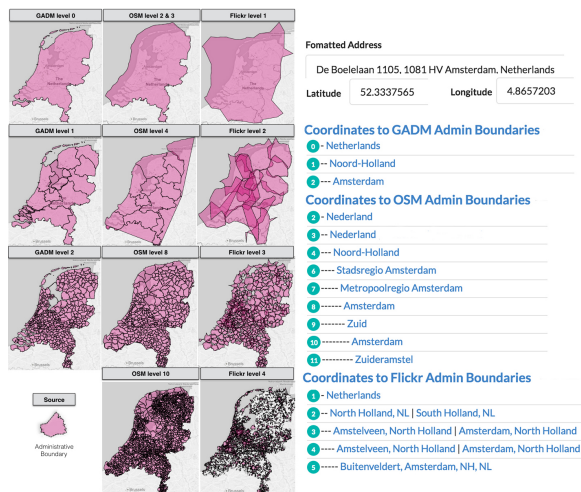 GADM level 0
OSM level 2 & 3
Flickr level 1
The Netherlands
The Netherlands
GADM level 1
OSM level 4
Flickr level 2
Brussels
GADM level 2
OSM level 8
Flickr level 3
Brussels
OSM level 10
Flickr level 4
Source
Administrative
Boundary
Fomatted Address
De Boelelaan 1105, 1081 HV Amsterdam, Netherlands
Latitude 52.3337565 Longitude 4.8657203
Coordinates to GADM Admin Boundaries
0 - Netherlands
1 -- Noord-Holland
2 --- Amsterdam
Coordinates to OSM Admin Boundaries
2 - Nederland
3 -- Nederland
4 --- Noord-Holland
6 ---- Stadsregio Amsterdam
7 ----- Metropoolregio Amsterdam
8 ------ Amsterdam
9 ------- Zuid
10 -------- Amsterdam
11 --------- Zuideramstel
Coordinates to Flickr Admin Boundaries
1 - Netherlands
2 -- North Holland, NL | South Holland, NL
3 --- Amstelveen, North Holland | Amsterdam, North Holland
4 ---- Amstelveen, North Holland | Amsterdam, North Holland
5 ----- Buitenveldert, Amsterdam, NH, NL